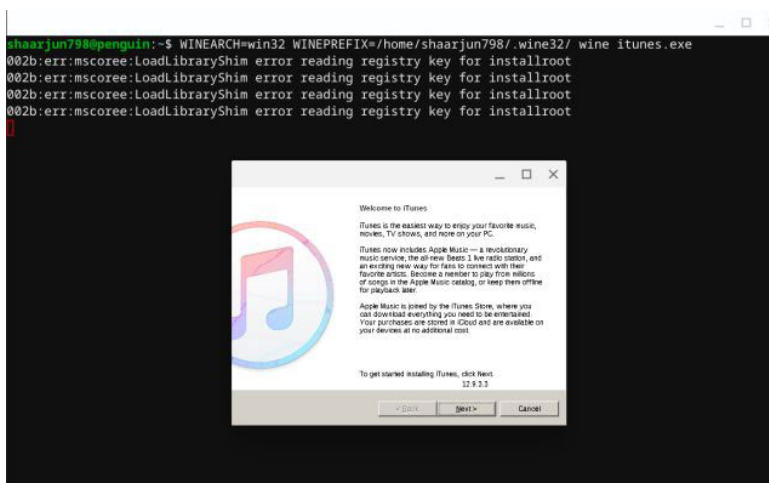 shaarjun798@penguin:~$ WINEARCH=win32 WINEPREFIX=/home/shaarjun798/.wine32/ wine itunes.exe
002b:err:mscoree:LoadLibraryShim error reading registry key for installroot
002b:err:mscoree:LoadLibraryShim error reading registry key for installroot
002b:err:mscoree:LoadLibraryShim error reading registry key for installroot
002b:err:mscoree:LoadLibraryShim error reading registry key for installroot
Welcome to iTunes
iTunes is the easiest way to enjoy your favorite music,
movies, TV shows, and more on your PC.
iTunes now includes Apple Music — a revolutionary
music service, the all-new Beats 1 live radio station, and
an exciting new way for fans to connect with their
favorite artists. Become a member to play from millions
of songs in the Apple Music catalog, or keep them offline
for playback later.
Apple Music is joined by the iTunes Store, where you
can download everything you need to be entertained.
Your purchases are stored in iCloud and are available on
your devices at no additional cost.
To get started installing iTunes, click Next.
12.9.3.3
< Back Next > Cancel